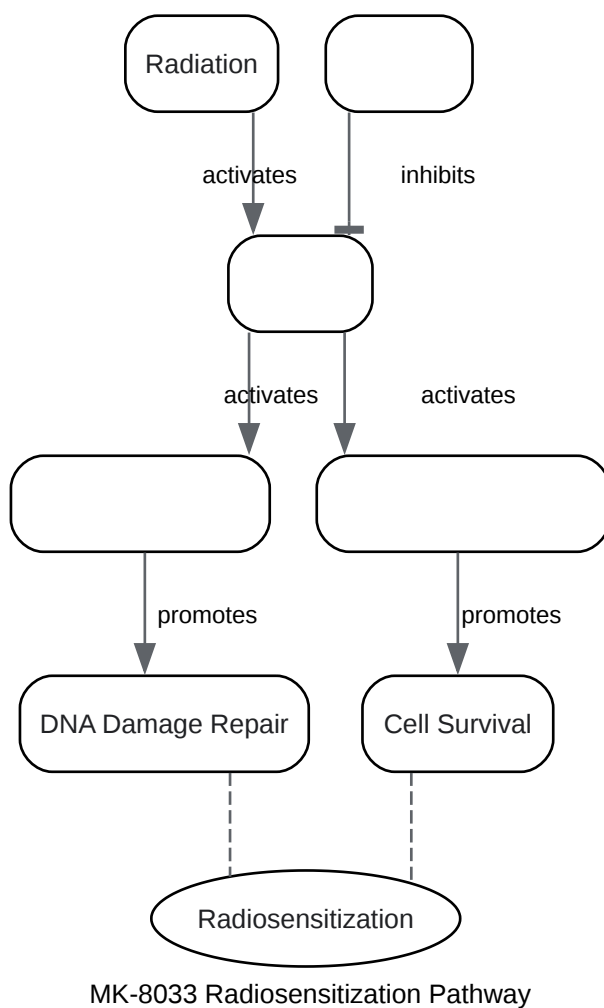 Radiation
activates
inhibits
activates
activates
promotes
promotes
DNA Damage Repair
Cell Survival
Radiosensitization
MK-8033 Radiosensitization Pathway